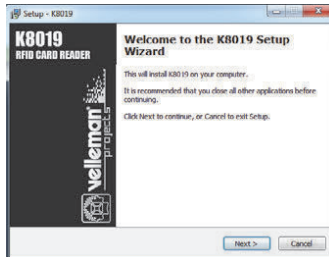 Setup - K8019
K8019
RFID CARD READER
velleman
projects
Welcome to the K8019 Setup
Wizard
This will install K8019 on your computer.
It is recommended that you close all other applications before
continuing.
Click Next to continue, or Cancel to exit Setup.
Next >
Cancel